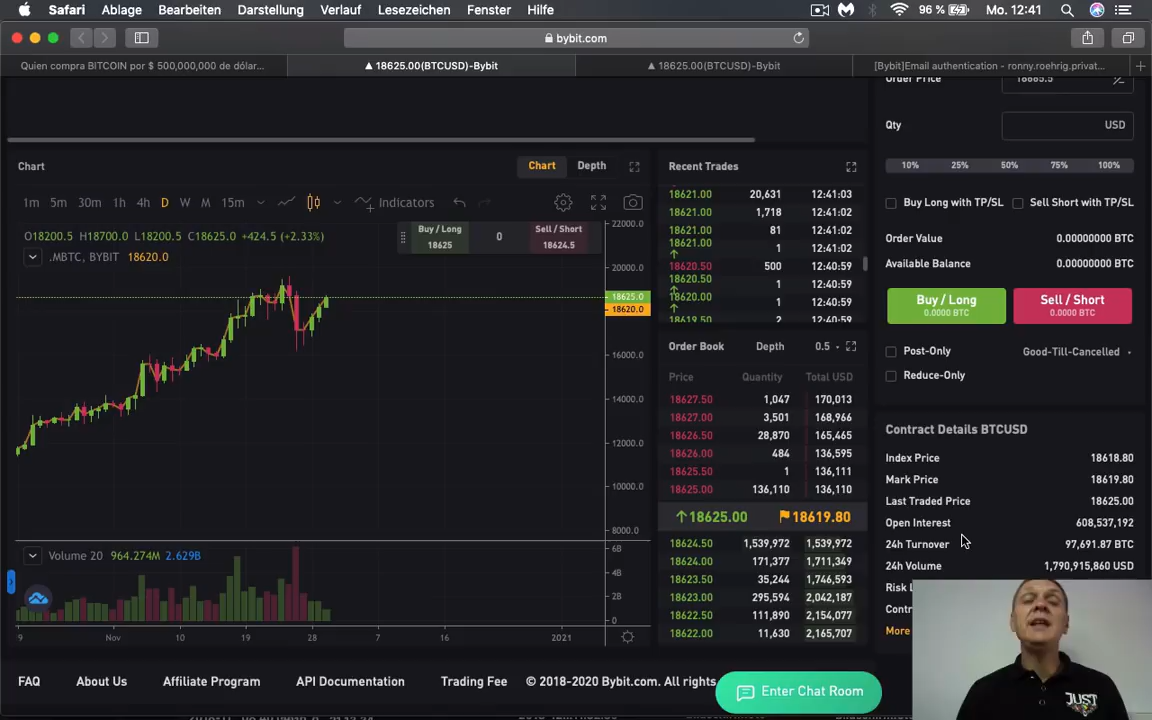 Safari Ablage Bearbeiten Darstellung Verlauf Lesezeichen Fenster Hilfe 96 % Mo. 12:41
bybit.com
Quien compra BITCOIN por $ 500,000,000 de dólar... ▲ 18625.00(BTCUSD)-Bybit ▲ 18625.00(BTCUSD)-Bybit [Bybit]Email authentication - ronny.roehrig.privat...
Order Price 18665.5
Qty USD
10% 25% 50% 75% 100%
Buy Long with TP/SL Sell Short with TP/SL
Order Value 0.00000000 BTC
Available Balance 0.00000000 BTC
Buy / Long Sell / Short
0.0000 BTC 0.0000 BTC
Post-Only Good-Till-Cancelled
Reduce-Only
Contract Details BTCUSD
Index Price 18618.80
Mark Price 18619.80
Last Traded Price 18625.00
Open Interest 608,537,192
24h Turnover 97,691.87 BTC
24h Volume 1,790,915,860 USD
Risk
Contr
More
Chart Chart Depth
1m 5m 30m 1h 4h D W M 15m Indicators
O18200.5 H18700.0 L18200.5 C18625.0 +424.5 (+2.33%)
Buy / Long 0 Sell / Short
18625 18624.5
.MBTC, BYBIT 18620.0
22000.0
20000.0
18625.0
18620.0
16000.0
14000.0
12000.0
10000.0
8000.0
Volume 20 964.274M 2.629B
6B
4B
2B
0
9 Nov 10 19 28 7 16 2021
Recent Trades
18621.00 20,631 12:41:03
18621.00 1,718 12:41:02
18621.00 81 12:41:02
18621.00 1 12:41:02
18620.50 500 12:40:59
18620.50 1 12:40:59
18620.00 1 12:40:59
18619.50 2 12:40:59
Order Book Depth 0.5
Price Quantity Total USD
18627.50 1,047 170,013
18627.00 3,501 168,966
18626.50 28,870 165,465
18626.00 484 136,595
18625.50 1 136,111
18625.00 136,110 136,110
↑18625.00 18619.80
18624.50 1,539,972 1,539,972
18624.00 171,377 1,711,349
18623.50 35,244 1,746,593
18623.00 295,594 2,042,187
18622.50 111,890 2,154,077
18622.00 11,630 2,165,707
FAQ About Us Affiliate Program API Documentation Trading Fee © 2018-2020 Bybit.com. All rights
Enter Chat Room
JUST